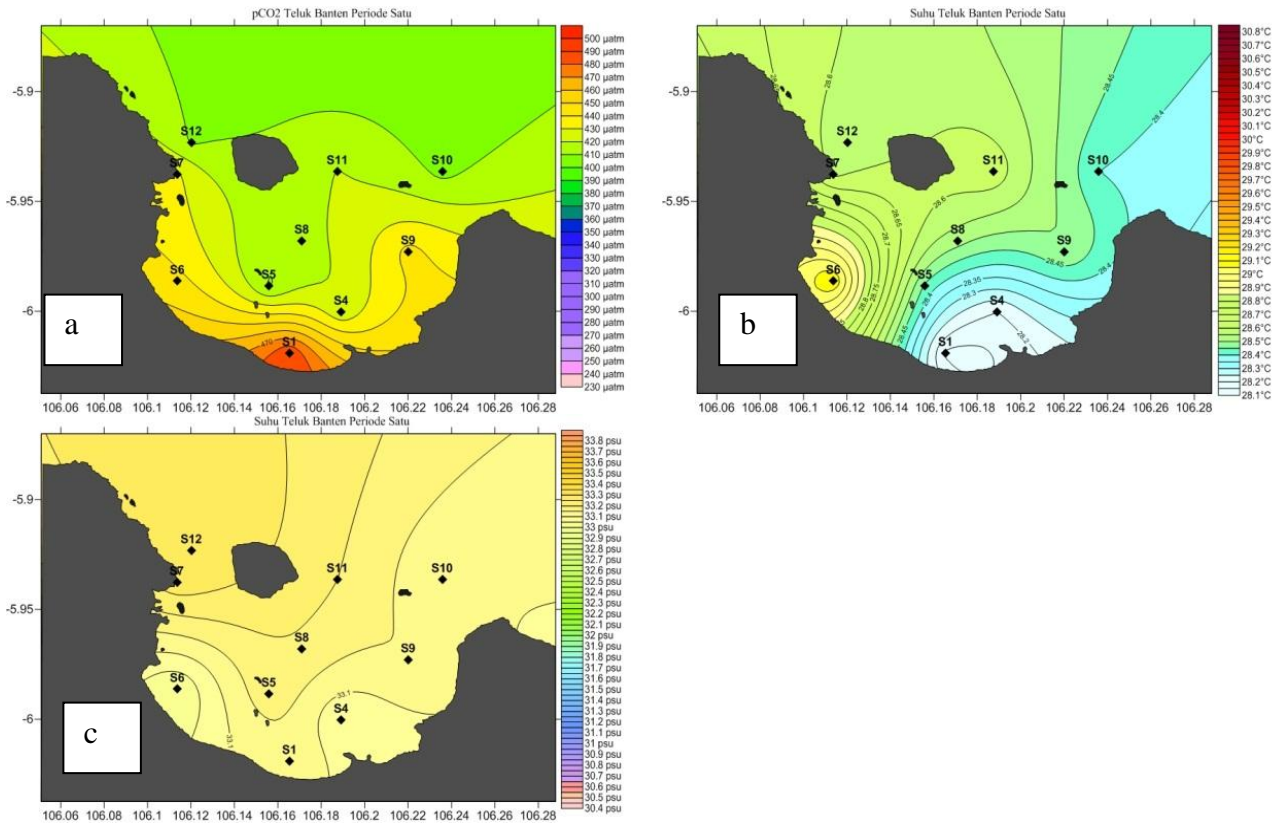 pCO2 Teluk Banten Periode Satu
-5.9
-5.95
-6
S12
S7
S11
S10
S8
S9
S6
S5
S4
S1
470
a
500 µatm
490 µatm
480 µatm
470 µatm
460 µatm
450 µatm
440 µatm
430 µatm
420 µatm
410 µatm
400 µatm
390 µatm
380 µatm
370 µatm
360 µatm
350 µatm
340 µatm
330 µatm
320 µatm
310 µatm
300 µatm
290 µatm
280 µatm
270 µatm
260 µatm
250 µatm
240 µatm
230 µatm
106.06 106.08 106.1 106.12 106.14 106.16 106.18 106.2 106.22 106.24 106.26 106.28
Suhu Teluk Banten Periode Satu
-5.9
-5.95
-6
28.6
28.45
28.4
S12
S7
S11
S10
28.6
28.65
28.7
S8
S9
28.45
28.4
S6
S5
28.75
28.8
28.35
28.4
28.3
S4
28.45
S1
28.2
b
30.8°C
30.7°C
30.6°C
30.5°C
30.4°C
30.3°C
30.2°C
30.1°C
30°C
29.9°C
29.8°C
29.7°C
29.6°C
29.5°C
29.4°C
29.3°C
29.2°C
29.1°C
29°C
28.9°C
28.8°C
28.7°C
28.6°C
28.5°C
28.4°C
28.3°C
28.2°C
28.1°C
106.06 106.08 106.1 106.12 106.14 106.16 106.18 106.2 106.22 106.24 106.26 106.28
Suhu Teluk Banten Periode Satu
-5.9
-5.95
-6
S12
S7
S11
S10
S8
S9
S6
S5
33.1
S4
33.1
S1
c
33.8 psu
33.7 psu
33.6 psu
33.5 psu
33.4 psu
33.3 psu
33.2 psu
33.1 psu
33 psu
32.9 psu
32.8 psu
32.7 psu
32.6 psu
32.5 psu
32.4 psu
32.3 psu
32.2 psu
32.1 psu
32 psu
31.9 psu
31.8 psu
31.7 psu
31.6 psu
31.5 psu
31.4 psu
31.3 psu
31.2 psu
31.1 psu
31 psu
30.9 psu
30.8 psu
30.7 psu
30.6 psu
30.5 psu
30.4 psu
106.06 106.08 106.1 106.12 106.14 106.16 106.18 106.2 106.22 106.24 106.26 106.28